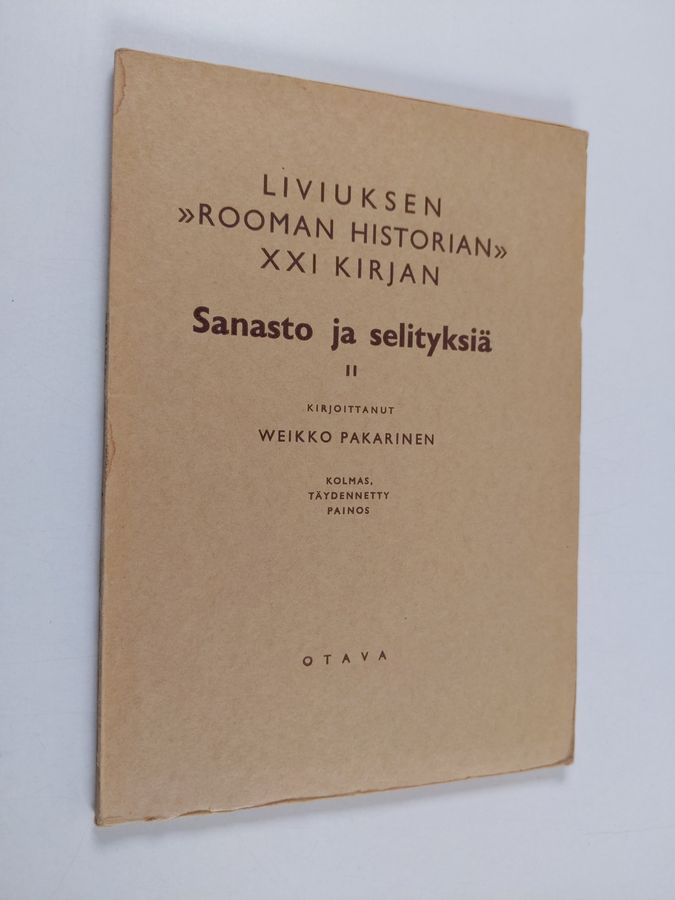 LIVIUKSEN
»ROOMAN HISTORIAN»
XXI KIRJAN
Sanasto ja selityksiä
II
KIRJOITTANUT
WEIKKO PAKARINEN
KOLMAS,
TÄYDENNETTY
PAINOS
OTAVA